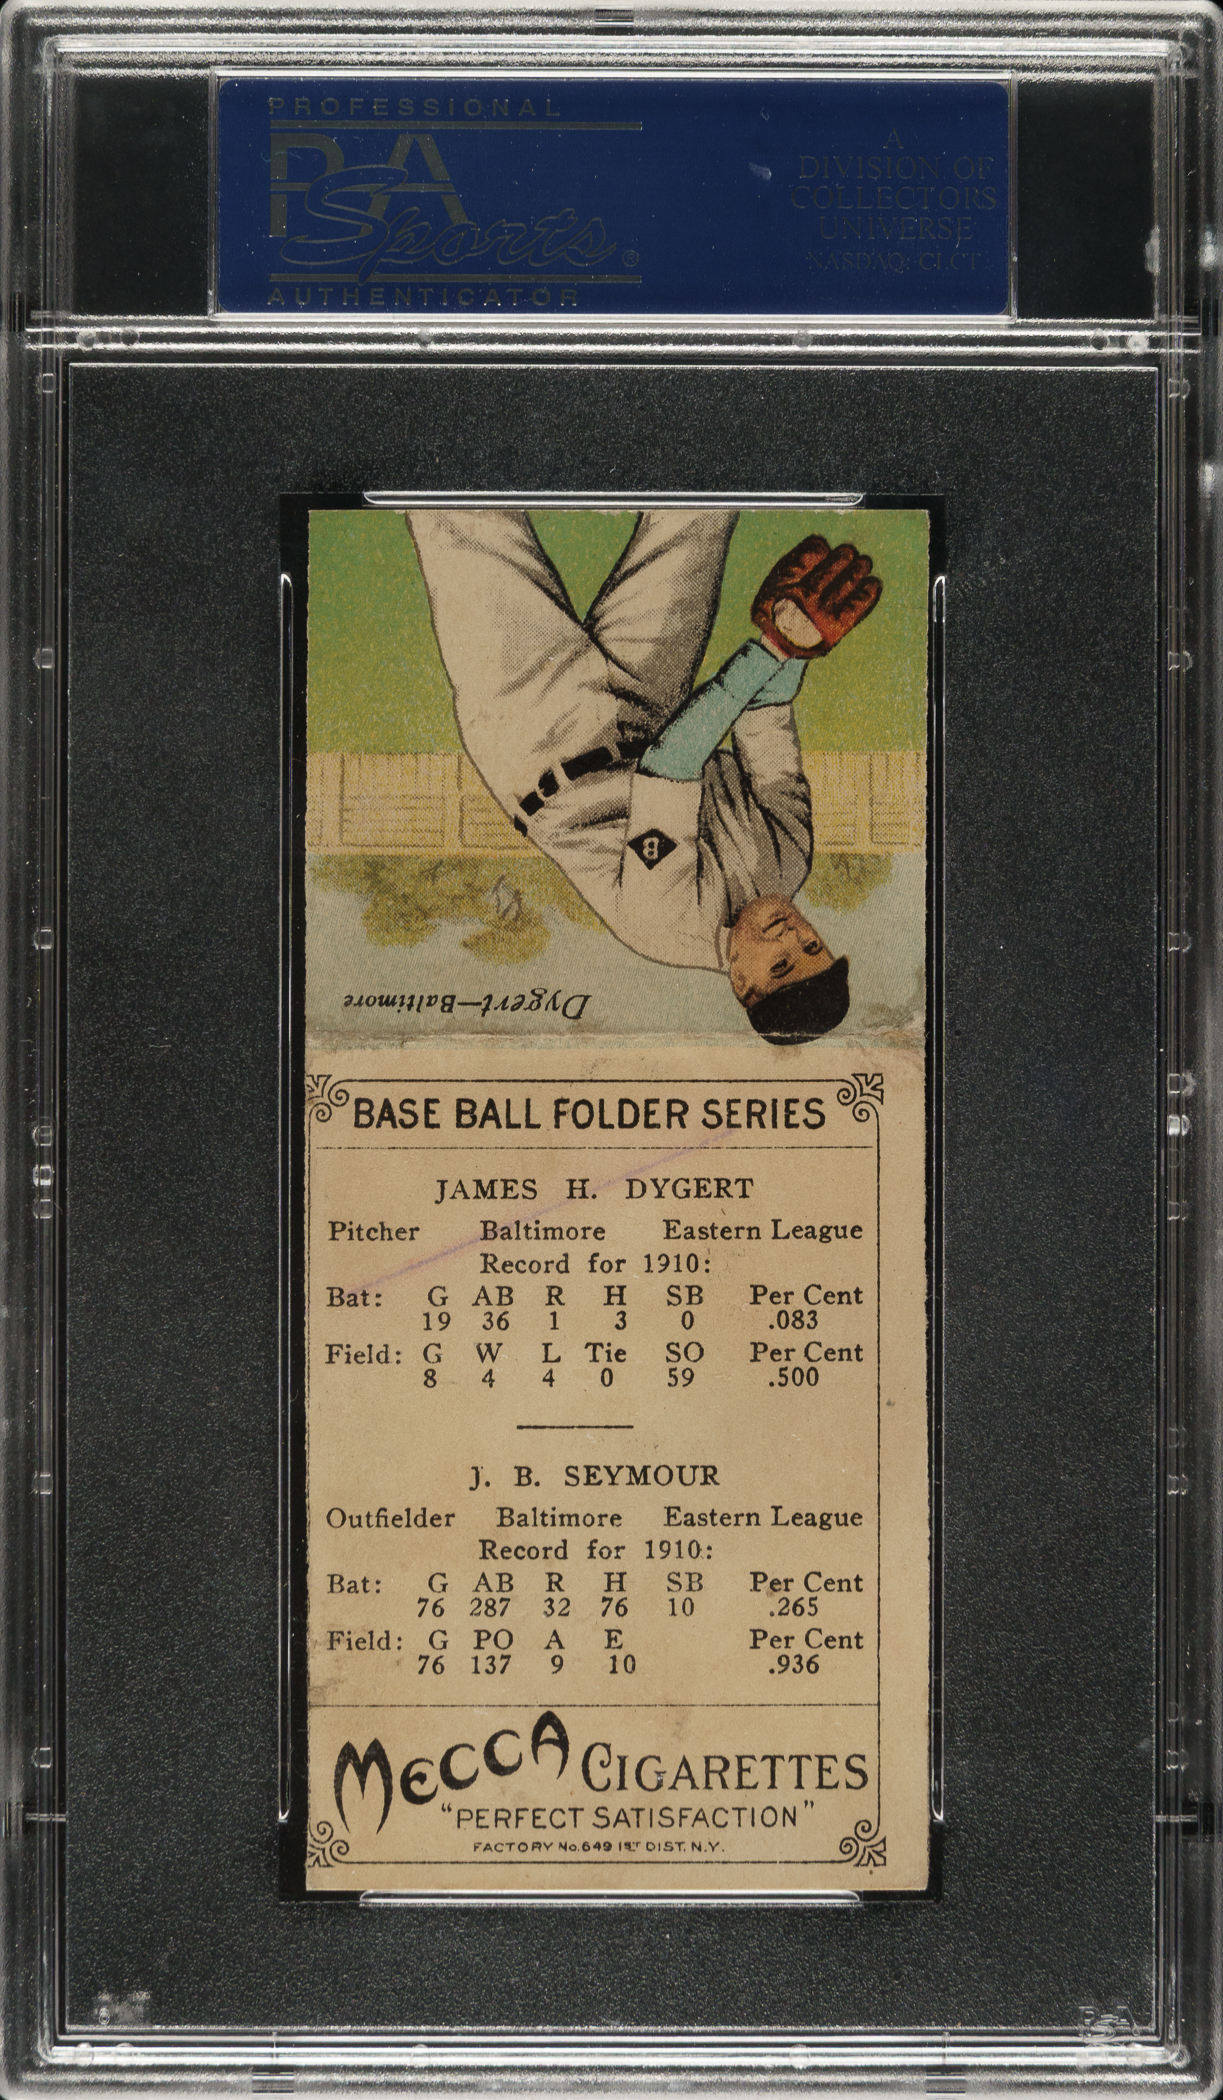 PROFESSIONAL
PSA
Sports®
AUTHENTICATOR
A
DIVISION OF
COLLECTORS
UNIVERSE
NASDAQ: CLCT
B
Dygert—Baltimore
BASE BALL FOLDER SERIES
JAMES H. DYGERT
Pitcher Baltimore Eastern League
Record for 1910:
Bat: G AB R H SB Per Cent
19 36 1 3 0 .083
Field: G W L Tie SO Per Cent
8 4 4 0 59 .500
J. B. SEYMOUR
Outfielder Baltimore Eastern League
Record for 1910:
Bat: G AB R H SB Per Cent
76 287 32 76 10 .265
Field: G PO A E Per Cent
76 137 9 10 .936
MECCA CIGARETTES
"PERFECT SATISFACTION"
FACTORY No. 649 1ST DIST. N.Y.
PSA